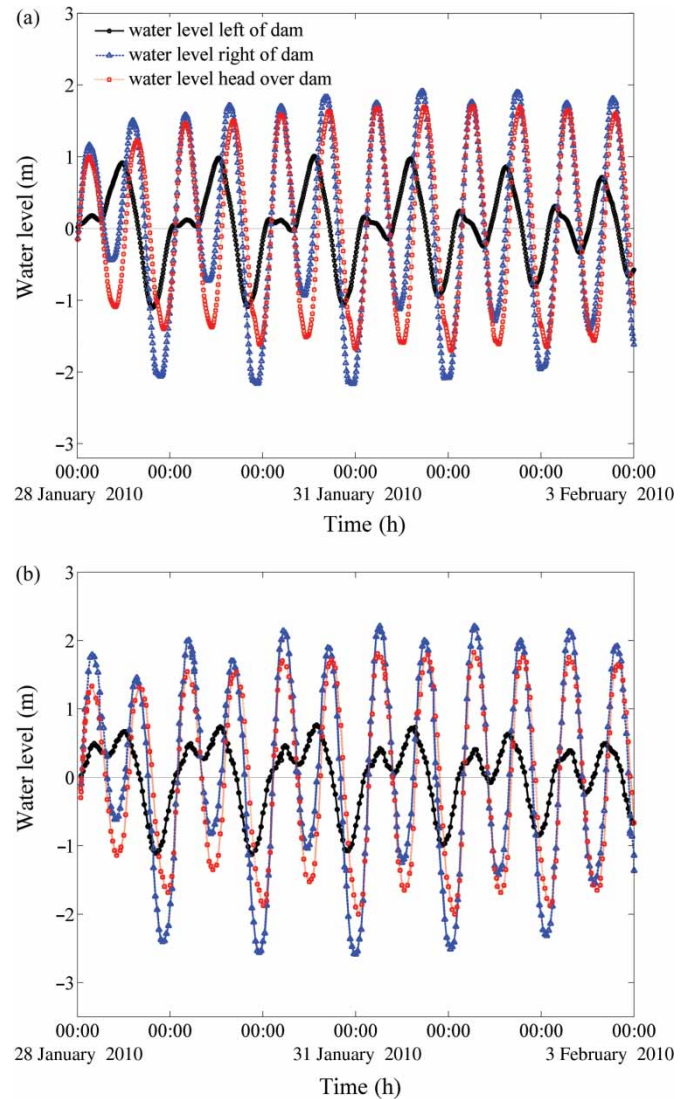 (a)
3
water level left of dam
water level right of dam
2
water level head over dam
1
0
−1
−2
−3
Water level (m)
00:00 00:00 00:00 00:00 00:00 00:00 00:00
28 January 2010 31 January 2010 3 February 2010
Time (h)
(b)
3
2
1
0
−1
−2
−3
Water level (m)
00:00 00:00 00:00 00:00 00:00 00:00 00:00
28 January 2010 31 January 2010 3 February 2010
Time (h)